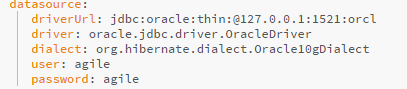 datasource:
driverUrl: jdbc:oracle:thin:@127.0.0.1:1521:orcl
driver: oracle.jdbc.driver.OracleDriver
dialect: org.hibernate.dialect.Oracle10gDialect
user: agile
password: agile